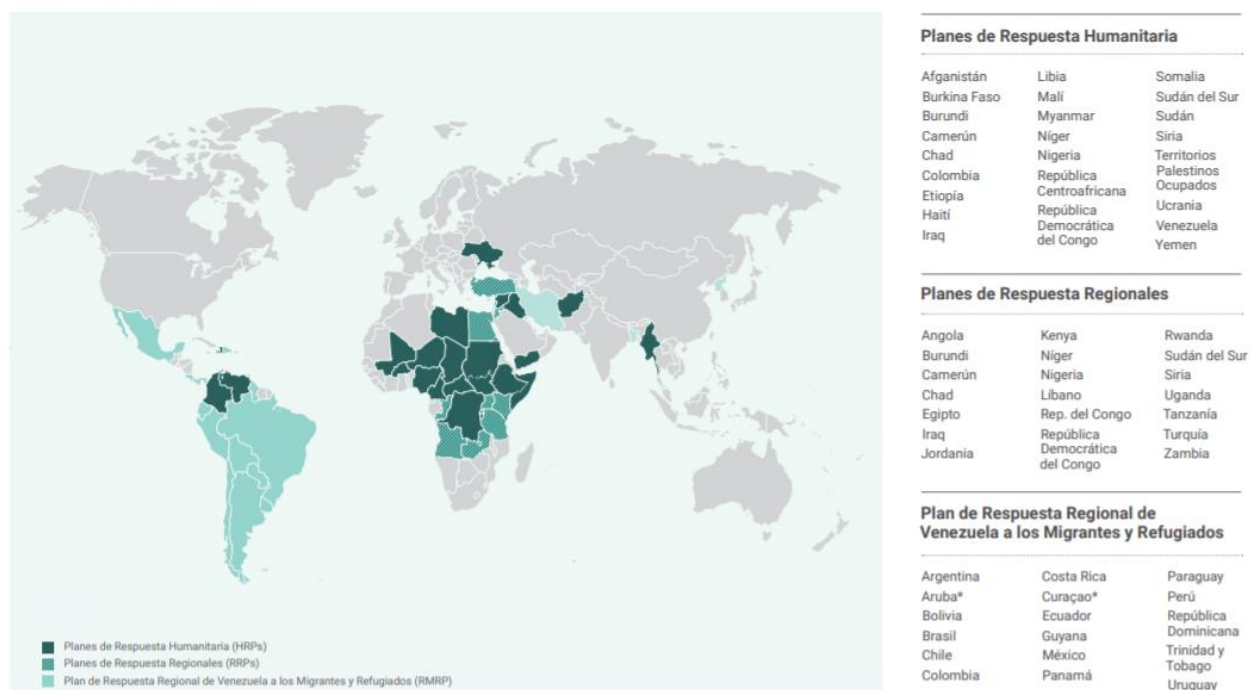 Planes de Respuesta Humanitaria
Afganistán
Burkina Faso
Burundi
Camerún
Chad
Colombia
Etiopía
Haití
Iraq
Libia
Malí
Myanmar
Níger
Nigeria
República
Centroafricana
República
Democrática
del Congo
Somalia
Sudán del Sur
Sudán
Siria
Territorios
Palestinos
Ocupados
Ucrania
Venezuela
Yemen
Planes de Respuesta Regionales
Angola
Burundi
Camerún
Chad
Egipto
Iraq
Jordania
Kenya
Níger
Nigeria
Líbano
Rep. del Congo
República
Democrática
del Congo
Rwanda
Sudán del Sur
Siria
Uganda
Tanzanía
Turquía
Zambia
Plan de Respuesta Regional de
Venezuela a los Migrantes y Refugiados
Argentina
Aruba*
Bolivia
Brasil
Chile
Colombia
Costa Rica
Curaçao*
Ecuador
Guyana
México
Panamá
Paraguay
Perú
República
Dominicana
Trinidad y
Tobago
Uruguay
Planes de Respuesta Humanitaria (HRPs)
Planes de Respuesta Regionales (RRPs)
Plan de Respuesta Regional de Venezuela a los Migrantes y Refugiados (RMRP)